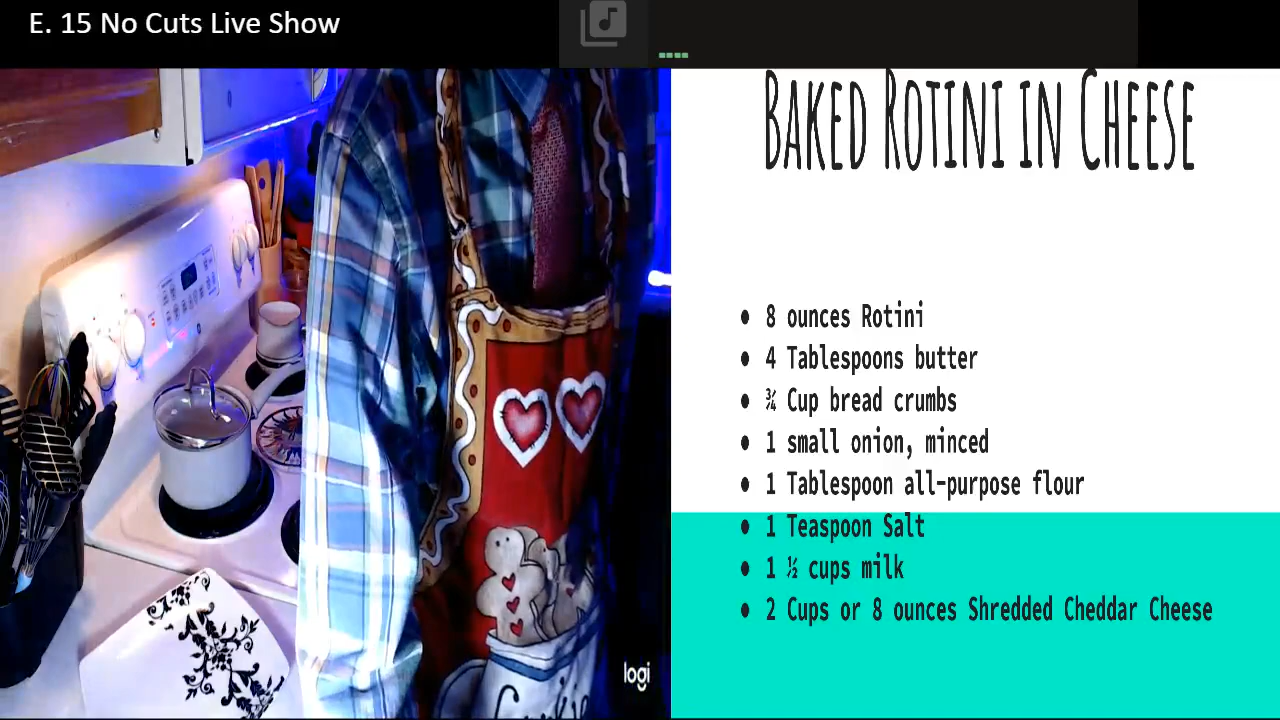 E. 15 No Cuts Live Show
BAKED ROTINI IN CHEESE
• 8 ounces Rotini
• 4 Tablespoons butter
• ¾ Cup bread crumbs
• 1 small onion, minced
• 1 Tablespoon all-purpose flour
• 1 Teaspoon Salt
• 1 ½ cups milk
• 2 Cups or 8 ounces Shredded Cheddar Cheese
logi